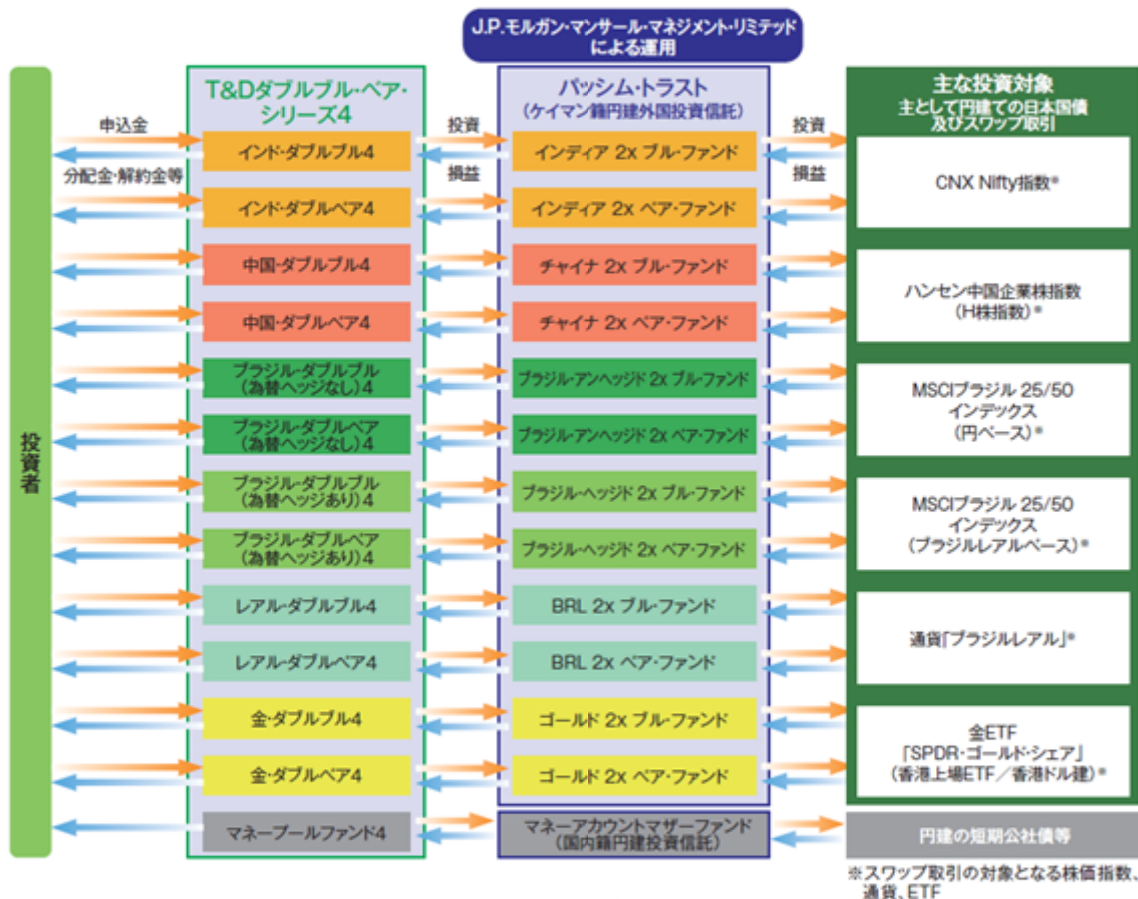 J.P.モルガン・マンサール・マネジメント・リミテッド
による運用
投資者
申込金
分配金・解約金等
T&Dダブルブル・ベア・
シリーズ4
投資
損益
パッシム・トラスト
(ケイマン籍円建外国投資信託)
投資
損益
主な投資対象
主として円建ての日本国債
及びスワップ取引
インド・ダブルブル4
インディア 2x ブル・ファンド
CNX Nifty指数※
インド・ダブルベア4
インディア 2x ベア・ファンド
中国・ダブルブル4
チャイナ 2x ブル・ファンド
ハンセン中国企業株指数
(H株指数)※
中国・ダブルベア4
チャイナ 2x ベア・ファンド
ブラジル・ダブルブル
(為替ヘッジなし)4
ブラジル・アンヘッジド 2x ブル・ファンド
MSCIブラジル 25/50
インデックス
(円ベース)※
ブラジル・ダブルベア
(為替ヘッジなし)4
ブラジル・アンヘッジド 2x ベア・ファンド
ブラジル・ダブルブル
(為替ヘッジあり)4
ブラジル・ヘッジド 2x ブル・ファンド
MSCIブラジル 25/50
インデックス
(ブラジルレアルベース)※
ブラジル・ダブルベア
(為替ヘッジあり)4
ブラジル・ヘッジド 2x ベア・ファンド
レアル・ダブルブル4
BRL 2x ブル・ファンド
通貨「ブラジルレアル」※
レアル・ダブルベア4
BRL 2x ベア・ファンド
金・ダブルブル4
ゴールド 2x ブル・ファンド
金ETF
「SPDR・ゴールド・シェア」
(香港上場ETF/香港ドル建)※
金・ダブルベア4
ゴールド 2x ベア・ファンド
マネープールファンド4
マネーアカウントマザーファンド
(国内籍円建投資信託)
円建の短期公社債等
※スワップ取引の対象となる株価指数、
通貨、ETF